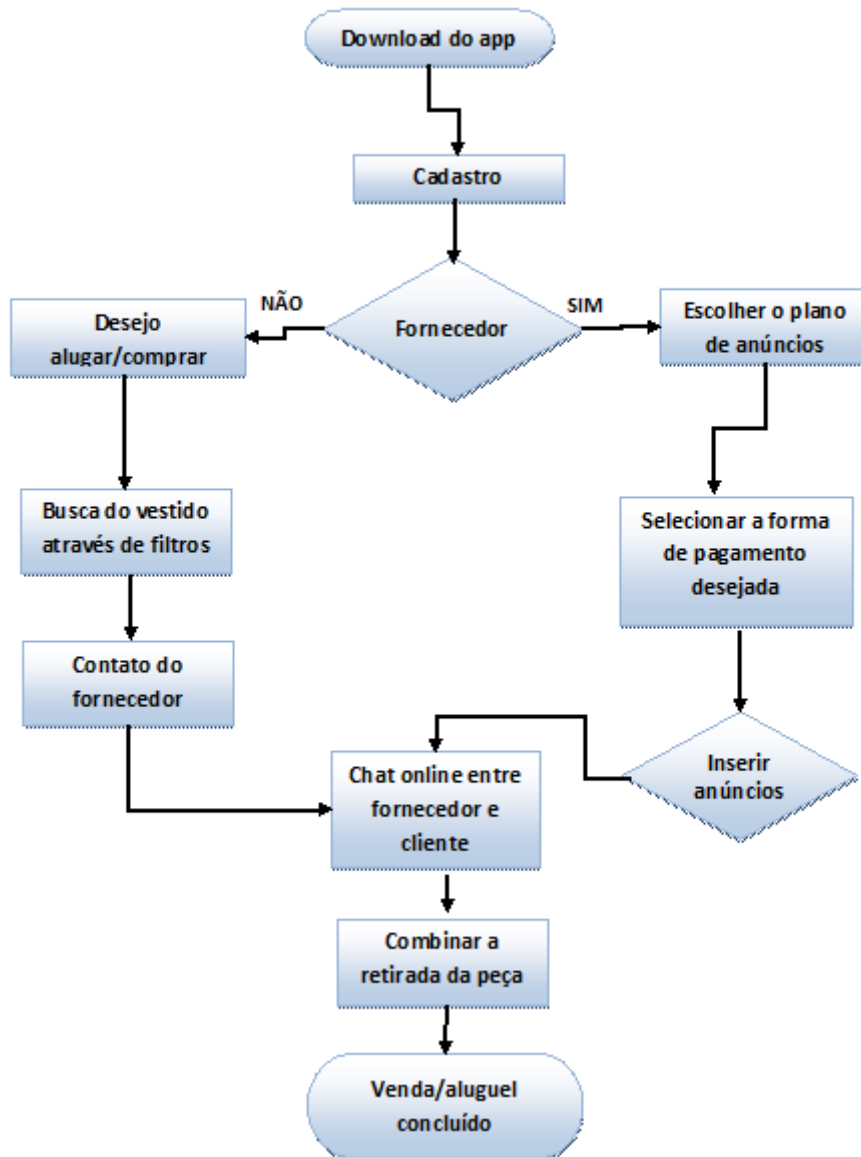 Download do app
Cadastro
NÃO
SIM
Fornecedor
Desejo
alugar/comprar
Escolher o plano
de anúncios
Busca do vestido
através de filtros
Selecionar a forma
de pagamento
desejada
Contato do
fornecedor
Inserir
anúncios
Chat online entre
fornecedor e
cliente
Combinar a
retirada da peça
Venda/aluguel
concluído